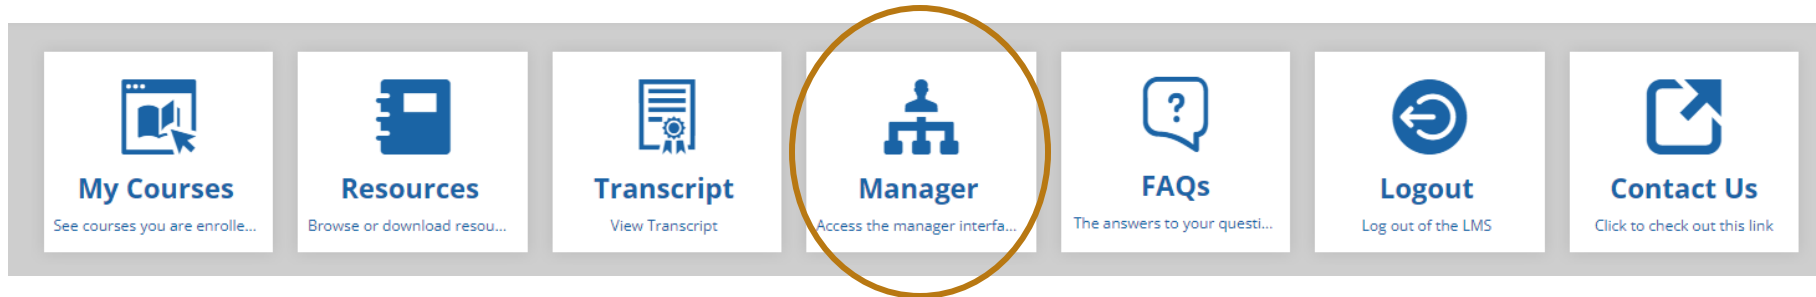 My Courses
See courses you are enrolle...
Resources
Browse or download resou...
Transcript
View Transcript
Manager
Access the manager interfa...
?
FAQs
The answers to your questi...
Logout
Log out of the LMS
Contact Us
Click to check out this link